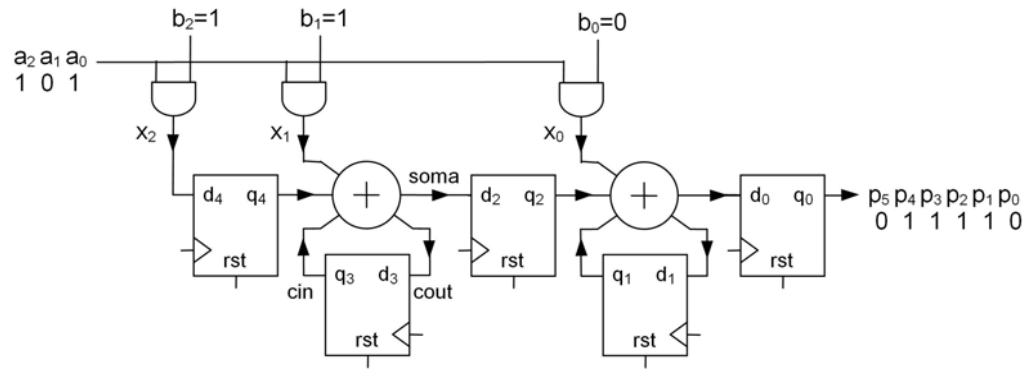 b₂=1 b₁=1 b₀=0
a₂ a₁ a₀
1 0 1
x₂ x₁ x₀
soma
d₄ q₄ + d₂ q₂ + d₀ q₀
p₅ p₄ p₃ p₂ p₁ p₀
0 1 1 1 1 0
rst rst rst
q₃ d₃ q₁ d₁
cin cout
rst rst